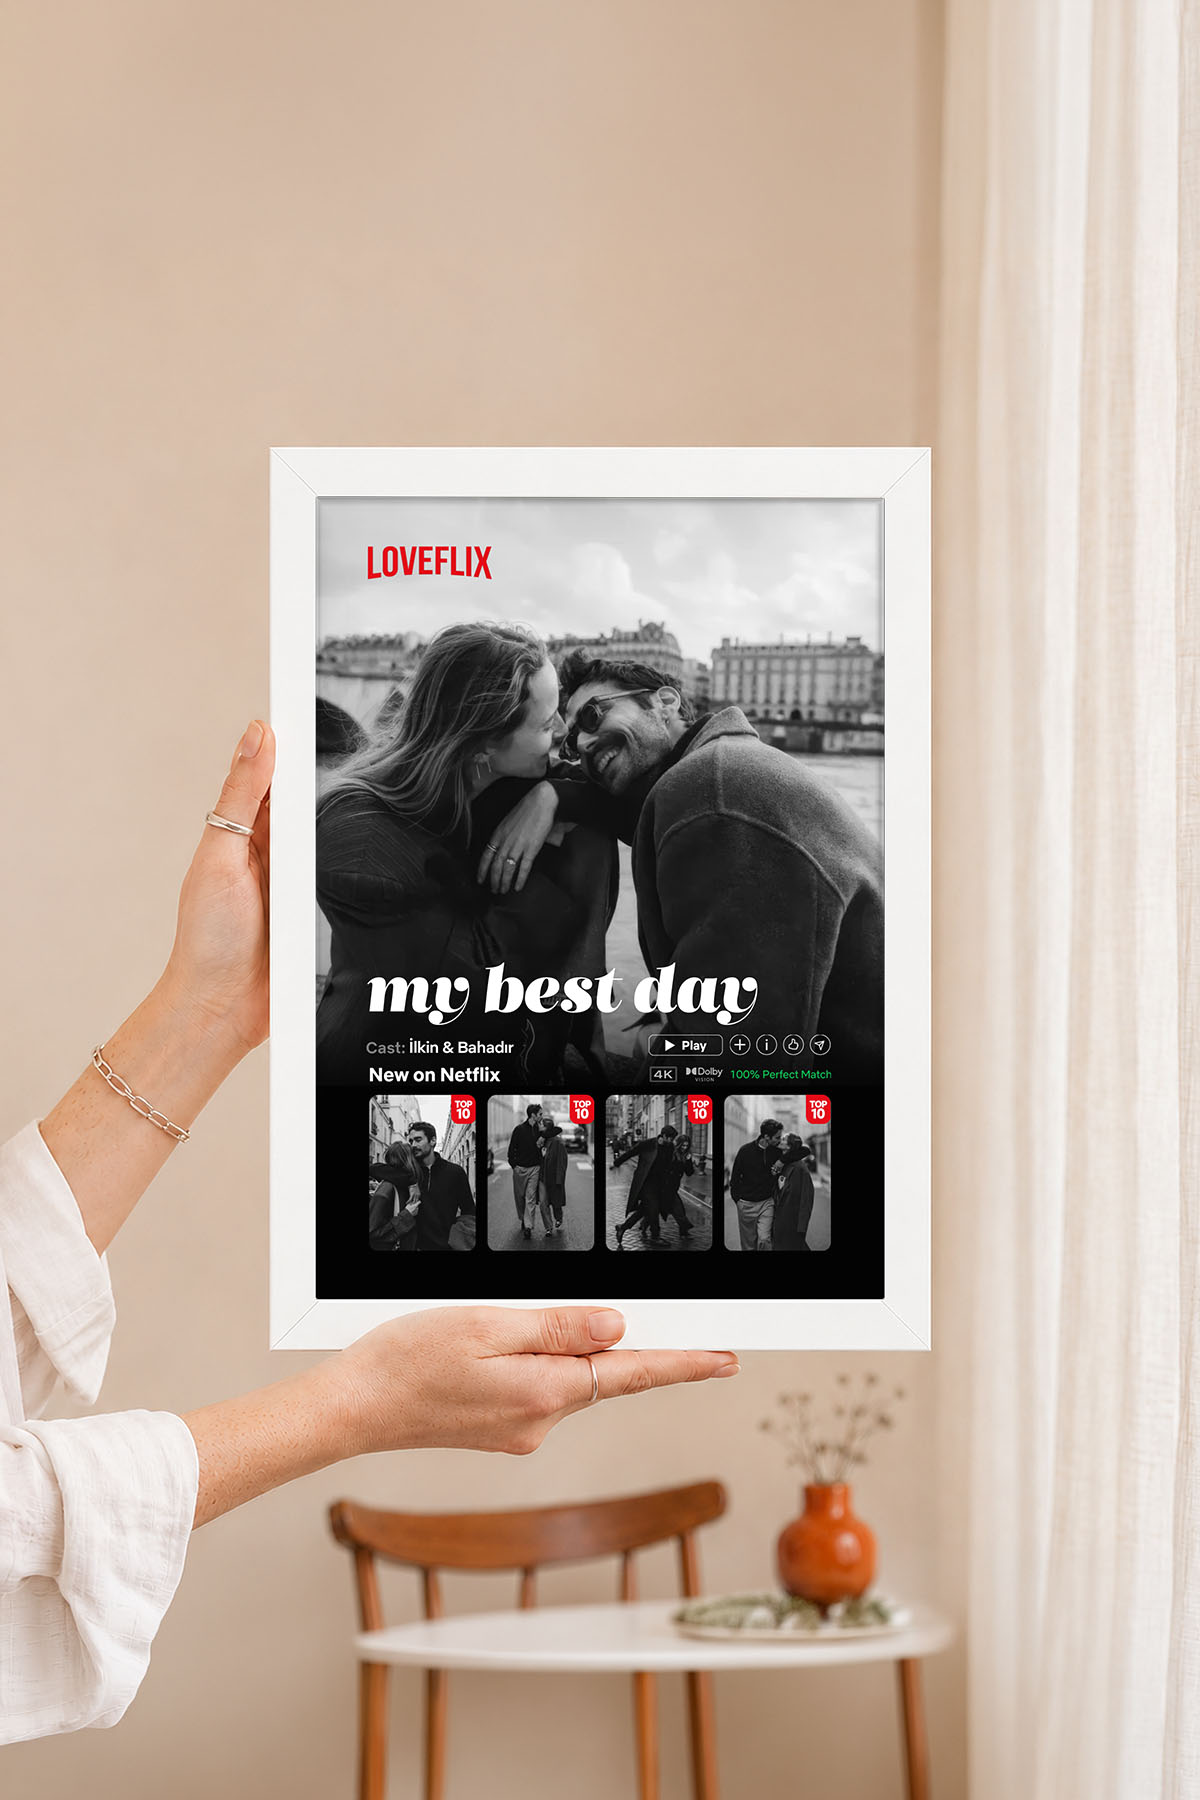 LOVEFLIX
my best day
Cast: İlkin & Bahadır
Play
New on Netflix
4K Dolby VISION 100% Perfect Match
TOP 10
TOP 10
TOP 10
TOP 10